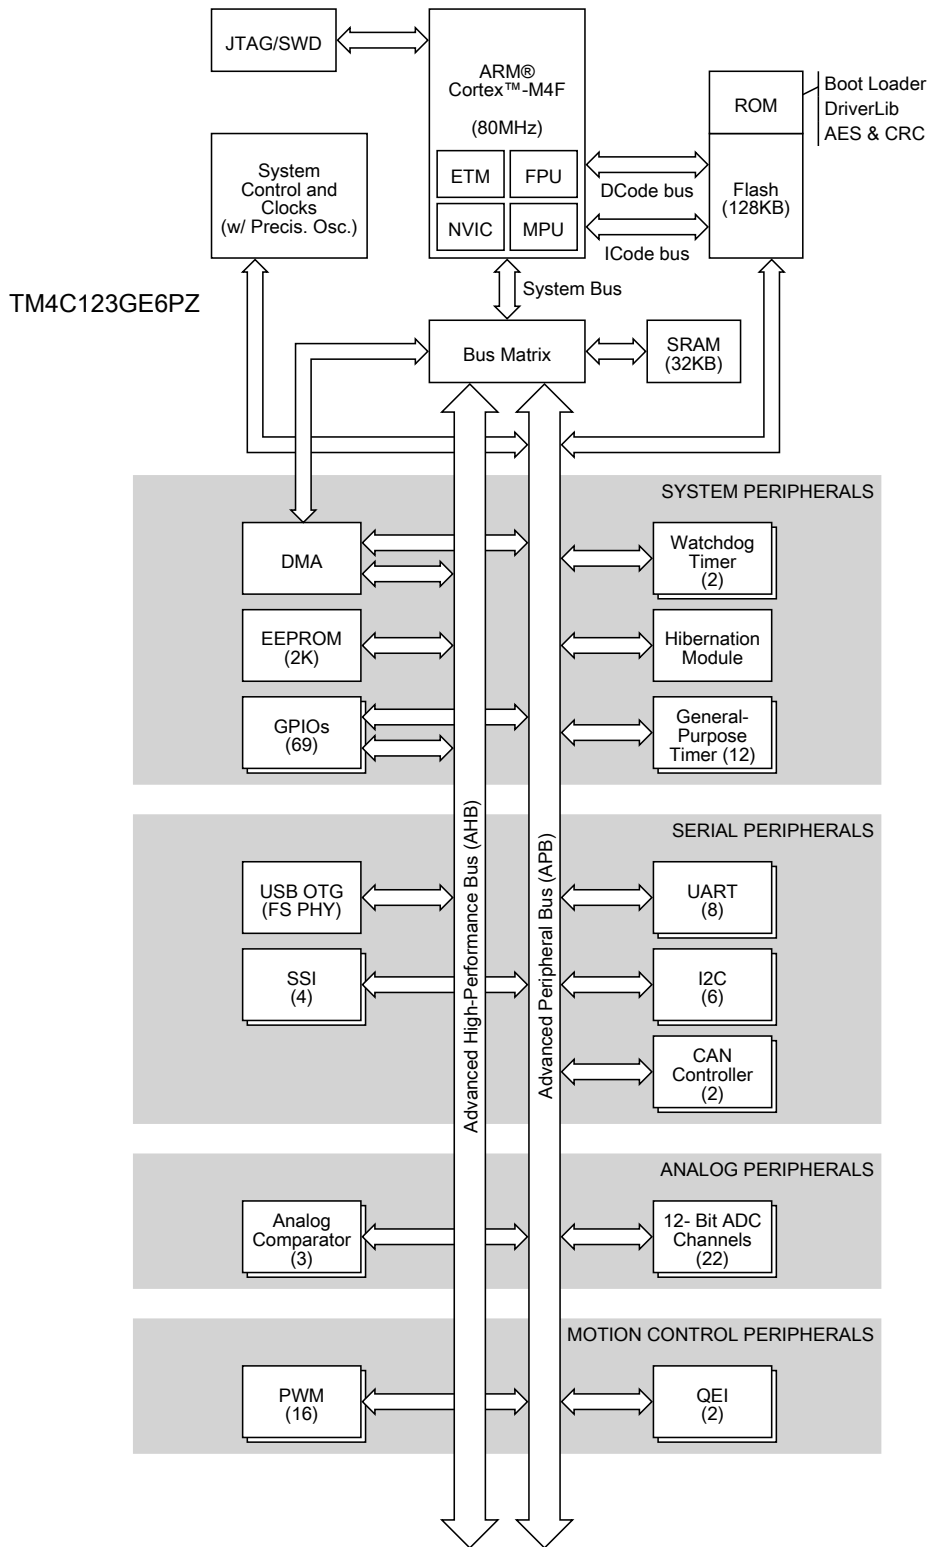 JTAG/SWD
ARM®
Cortex™-M4F
(80MHz)
ETM
FPU
NVIC
MPU
ROM
Boot Loader
DriverLib
AES & CRC
System
Control and
Clocks
(w/ Precis. Osc.)
DCode bus
Flash
(128KB)
ICode bus
TM4C123GE6PZ
System Bus
Bus Matrix
SRAM
(32KB)
SYSTEM PERIPHERALS
DMA
Watchdog
Timer
(2)
EEPROM
(2K)
Hibernation
Module
GPIOs
(69)
General-
Purpose
Timer (12)
Advanced High-Performance Bus (AHB)
Advanced Peripheral Bus (APB)
SERIAL PERIPHERALS
USB OTG
(FS PHY)
UART
(8)
SSI
(4)
I2C
(6)
CAN
Controller
(2)
ANALOG PERIPHERALS
Analog
Comparator
(3)
12- Bit ADC
Channels
(22)
MOTION CONTROL PERIPHERALS
PWM
(16)
QEI
(2)